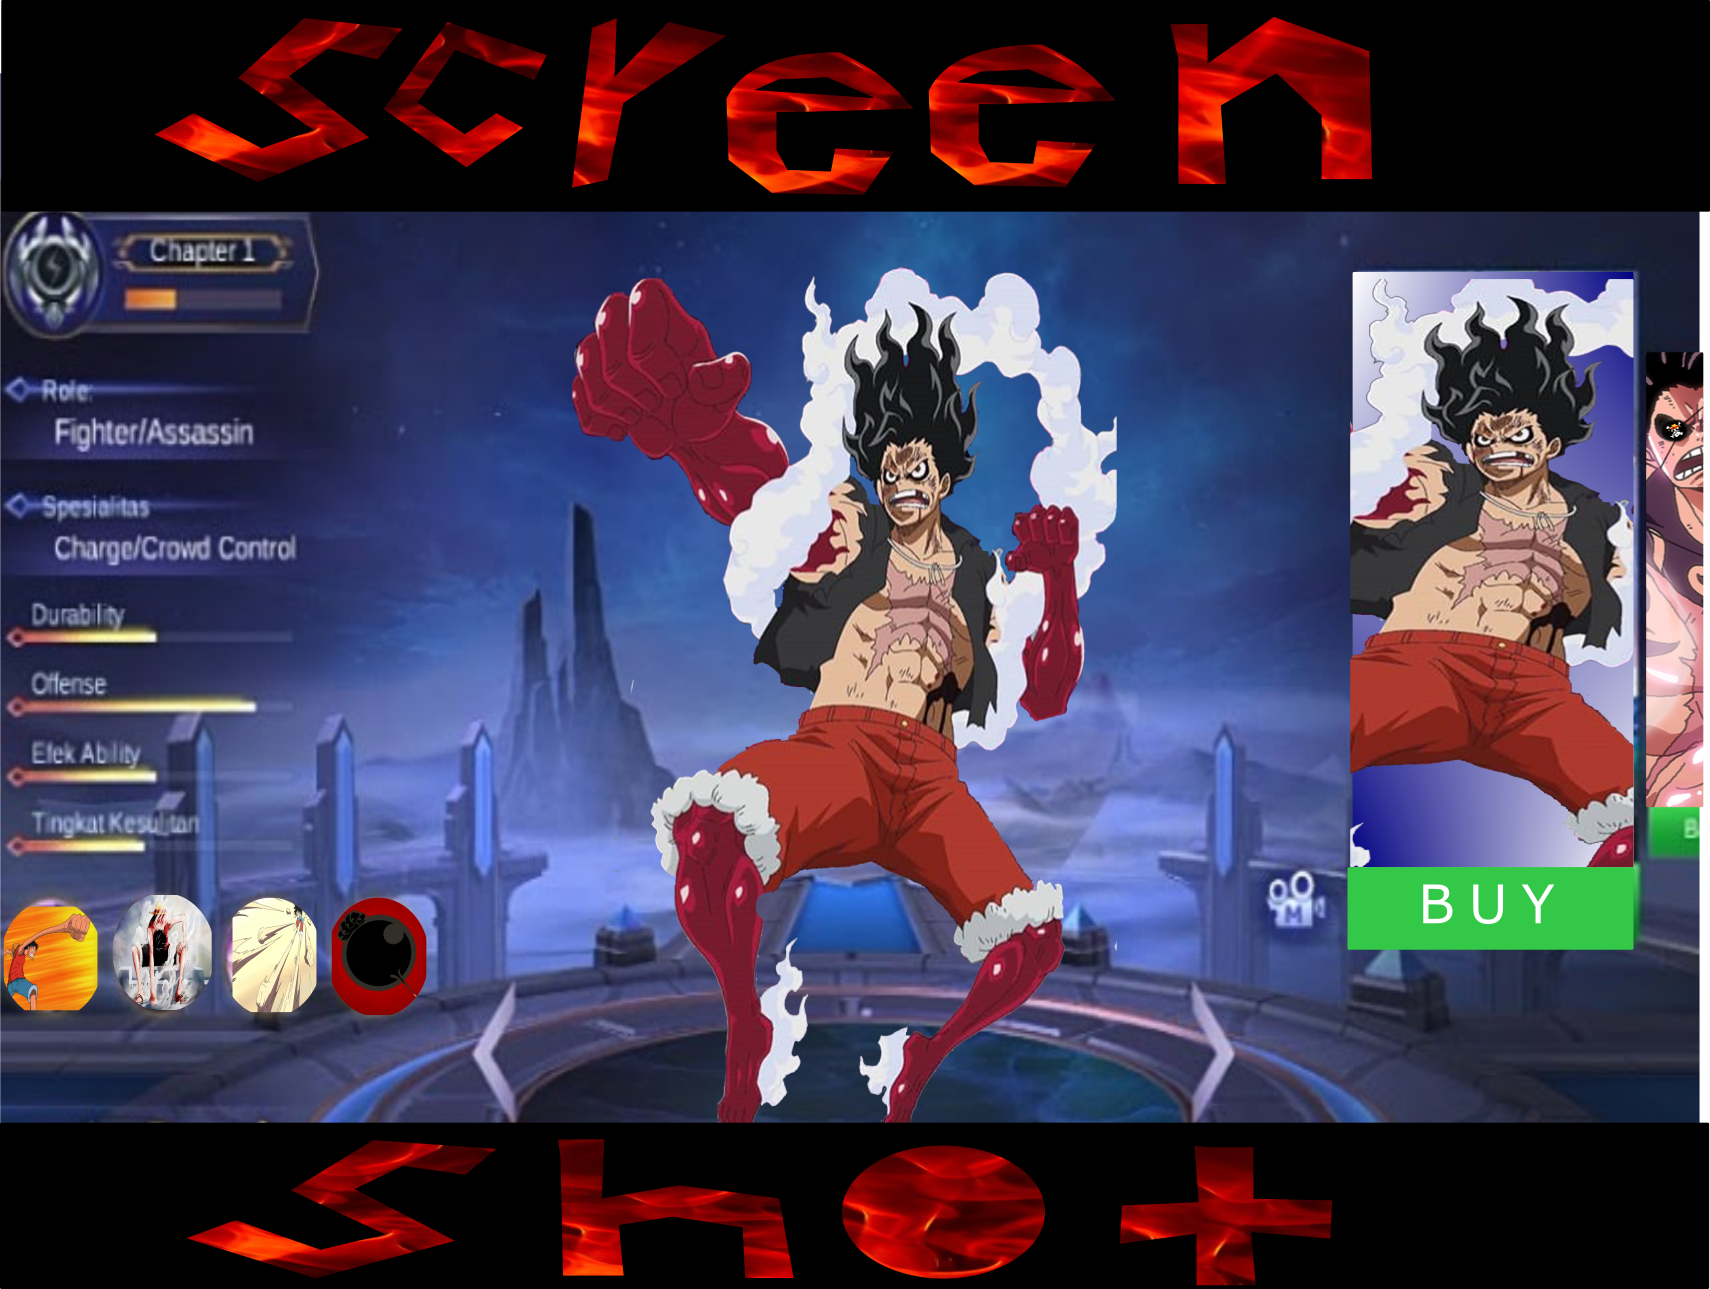 screen
Chapter 1
Role:
Fighter/Assassin
Spesialitas
Charge/Crowd Control
Durability
Offense
Efek Ability
Tingkat Kesulitan
M
BUY
B
shot